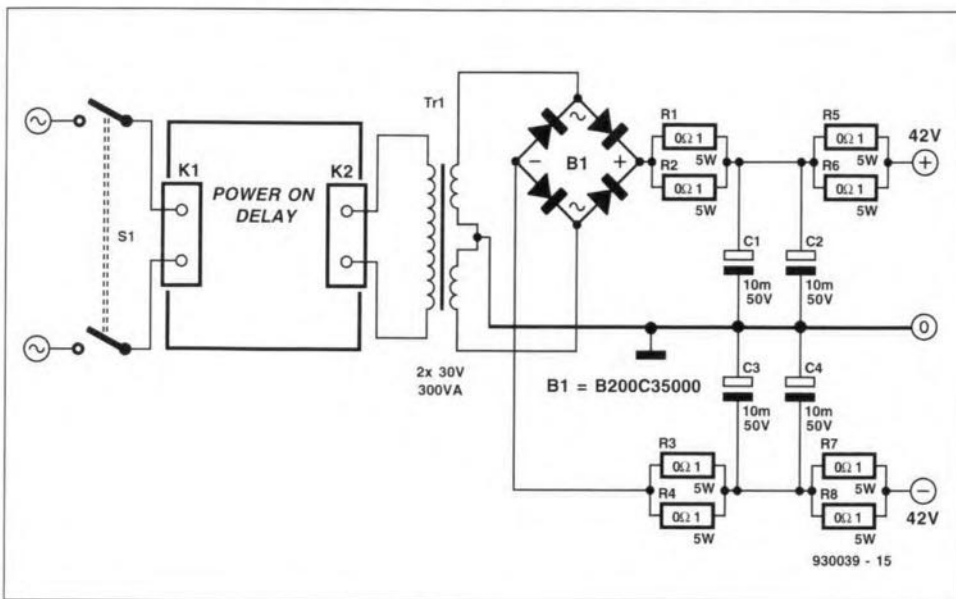 S1
K1
POWER ON
DELAY
K2
Tr1
2x 30V
300VA
~
B1
~
−
+
B1 = B200C35000
R1
0Ω1
5W
R2
0Ω1
5W
R5
0Ω1
5W
R6
0Ω1
5W
42V
+
C1
10m
50V
C2
10m
50V
0
C3
10m
50V
C4
10m
50V
R3
0Ω1
5W
R4
0Ω1
5W
R7
0Ω1
5W
R8
0Ω1
5W
−
42V
~
~
930039 - 15